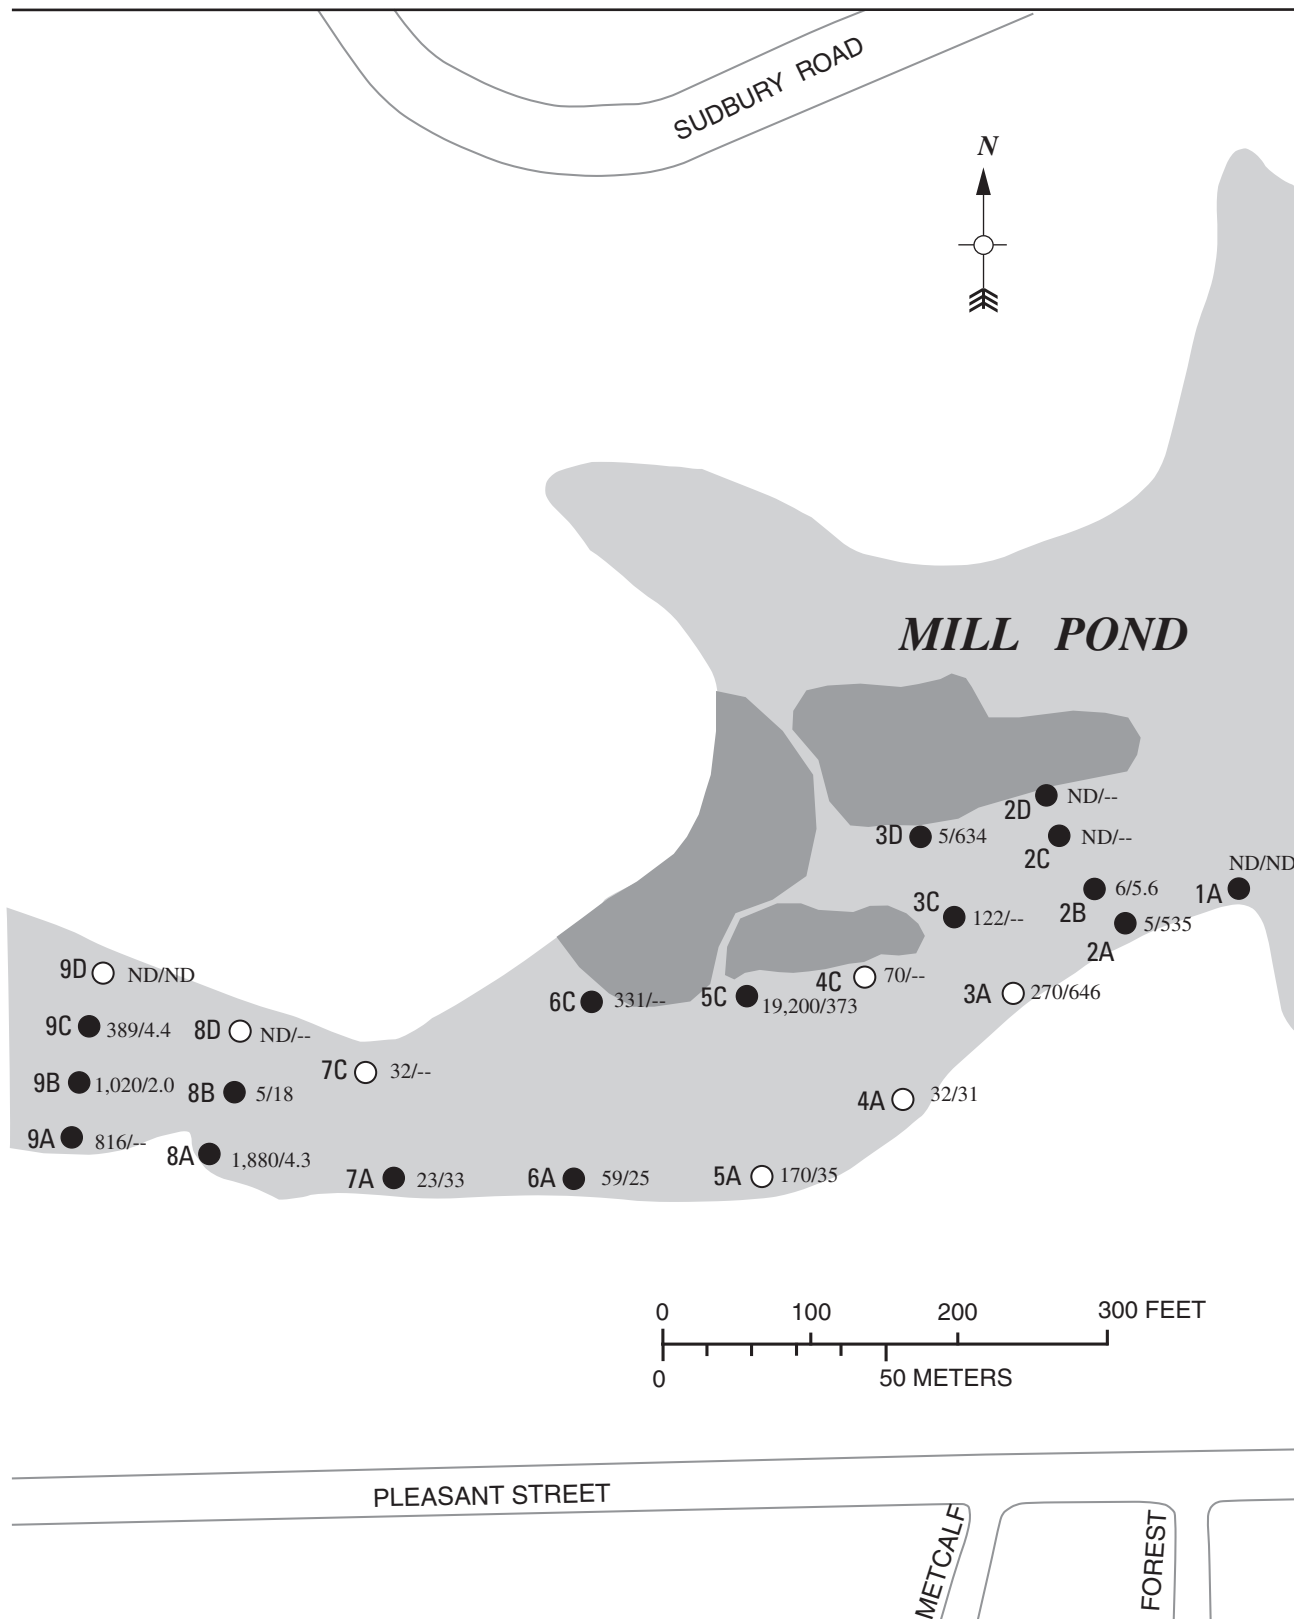 SUDBURY ROAD
N
MILL POND
2D ND/--
3D 5/634
2C ND/--
ND/ND
1A
2B 6/5.6
3C 122/--
2A 5/535
9D ND/ND
4C 70/--
3A 270/646
6C 331/--
5C 19,200/373
9C 389/4.4
8D ND/--
7C 32/--
9B 1,020/2.0
8B 5/18
4A 32/31
9A 816/--
8A 1,880/4.3
7A 23/33
6A 59/25
5A 170/35
0 100 200 300 FEET
0 50 METERS
PLEASANT STREET
METCALF
FOREST